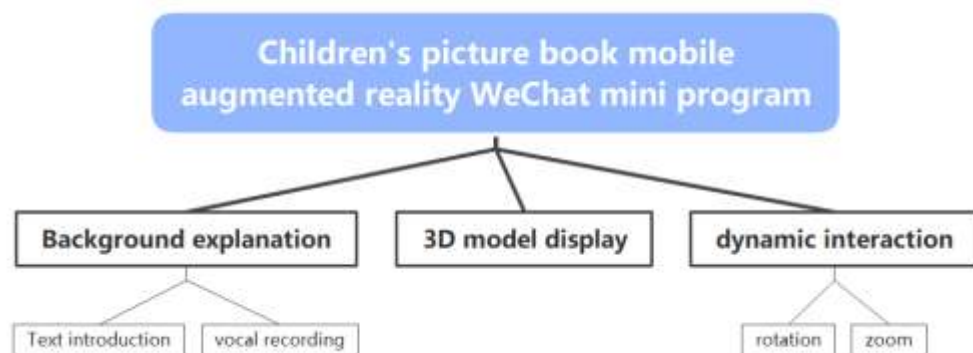 Children's picture book mobile
augmented reality WeChat mini program
Background explanation
3D model display
dynamic interaction
Text introduction
vocal recording
rotation
zoom